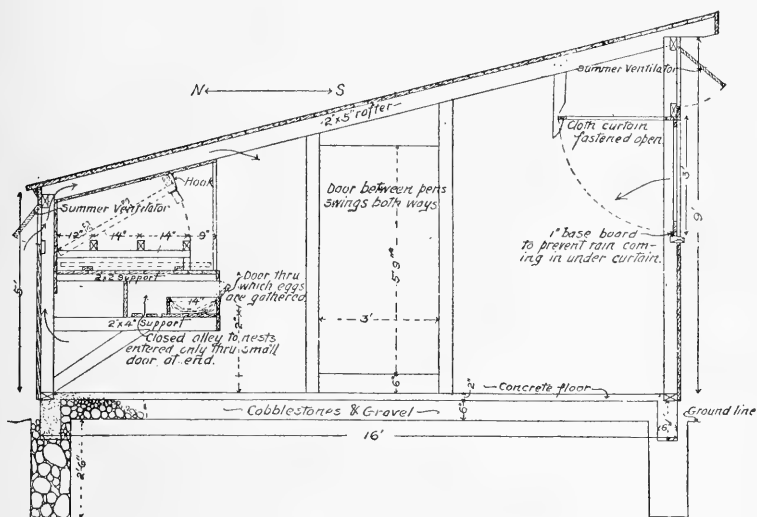 Summer Ventilator
N S
2"x5" rafter
Cloth curtain
fastened open.
Hook
Door between pens
swings both ways
Summer Ventilator
3'
9'
12" 14" 14" 9"
1" base board
to prevent rain com-
ing in under curtain.
2x2 Support
Door thru
which eggs
are gathered
5'
14"
5'9"
3'
2"x4" Support
2'
Closed alley to nests
entered only thru small
door at end.
6"
2"
Concrete floor
Cobblestones & Gravel
6"
Ground line
16'
6"
2'6"